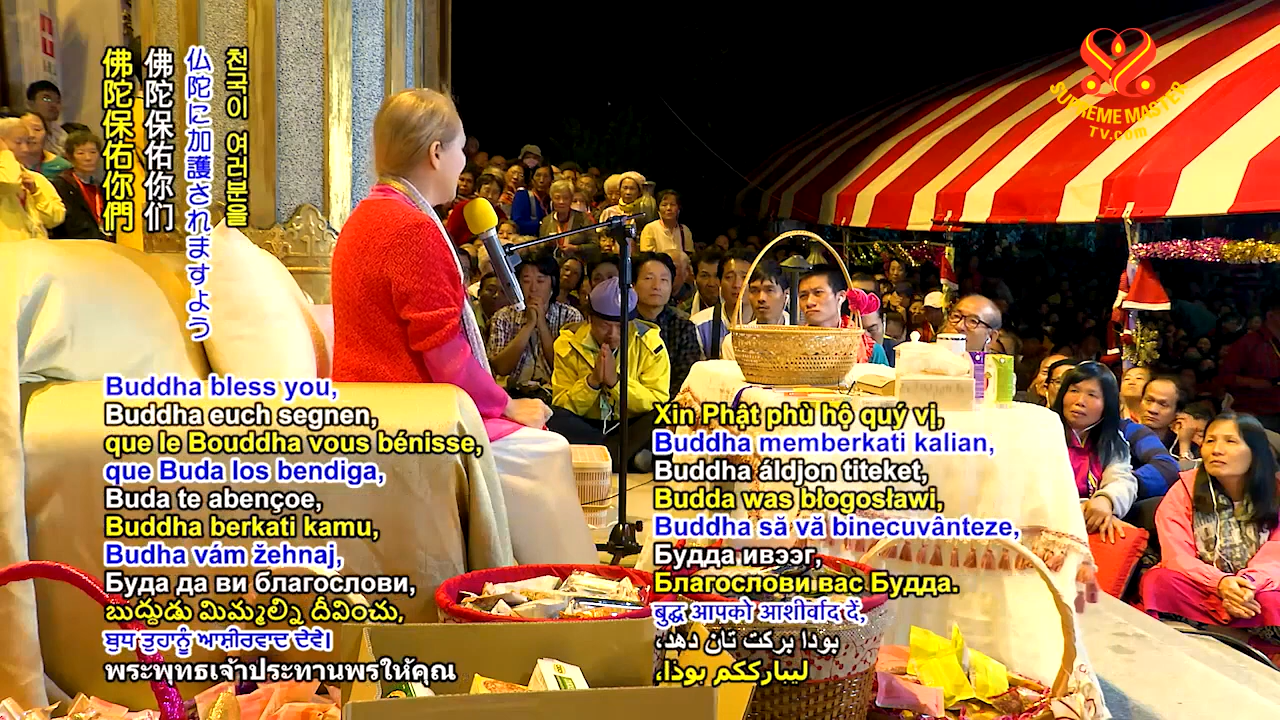 佛陀保佑你們
佛陀保佑你们
仏陀に加護されますよう
천국이 여러분을
SUPREME MASTER
TV.com
Buddha bless you,
Buddha euch segnen,
que le Bouddha vous bénisse,
que Buda los bendiga,
Buda te abençoe,
Buddha berkati kamu,
Budha vám žehnaj,
Буда да ви благослови,
బుద్దుడు మిమ్మల్ని దీవించు,
ਬੁਧ ਤੁਹਾਨੂੰ ਆਸ਼ੀਰਵਾਦ ਦੇਵੇ।
พระพุทธเจ้าประทานพรให้คุณ
Xin Phật phù hộ quý vị,
Buddha memberkati kalian,
Buddha áldjon titeket,
Budda was błogosławi,
Buddha să vă binecuvânteze,
Будда ивээг,
Благослови вас Будда.
बुद्ध आपको आशीर्वाद दें,
بودا برکت تان دهد،
ليبارككم بوذا،